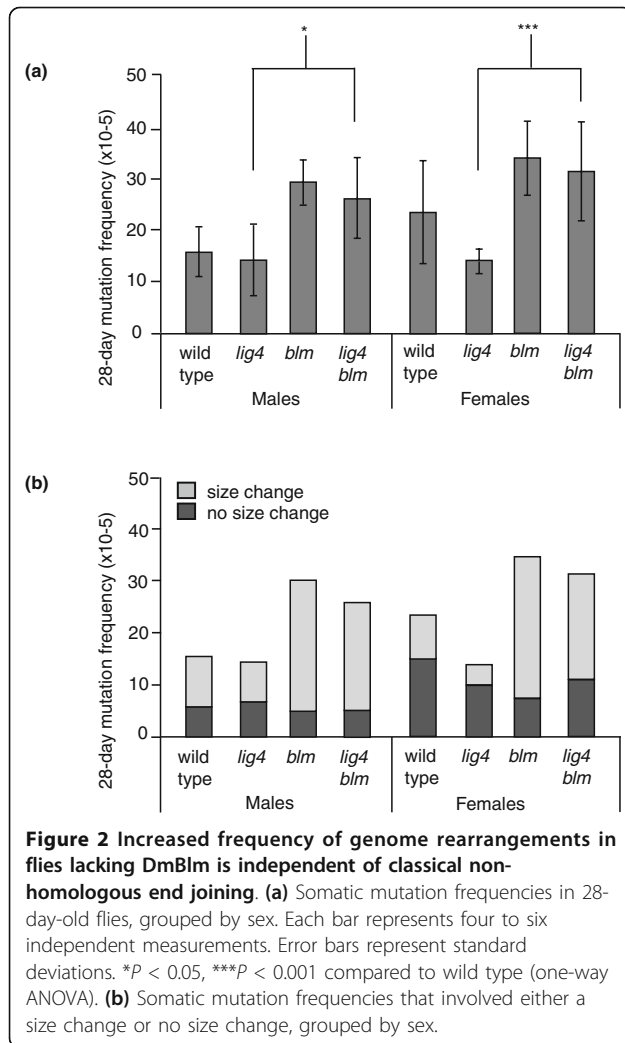 (a)
*
***
28-day mutation frequency (x10-5)
50
40
30
20
10
0
wild type
lig4
blm
lig4 blm
wild type
lig4
blm
lig4 blm
Males
Females
(b)
size change
no size change
28-day mutation frequency (x10-5)
50
40
30
20
10
0
wild type
lig4
blm
lig4 blm
wild type
lig4
blm
lig4 blm
Males
Females
Figure 2 Increased frequency of genome rearrangements in
flies lacking DmBlm is independent of classical non-
homologous end joining. (a) Somatic mutation frequencies in 28-
day-old flies, grouped by sex. Each bar represents four to six
independent measurements. Error bars represent standard
deviations. *P < 0.05, ***P < 0.001 compared to wild type (one-way
ANOVA). (b) Somatic mutation frequencies that involved either a
size change or no size change, grouped by sex.